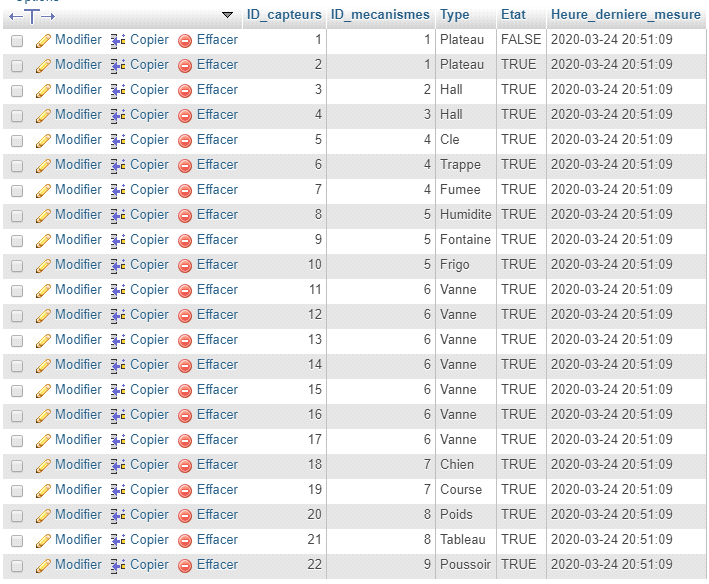 ID_capteurs ID_mecanismes Type Etat Heure_derniere_mesure
Modifier Copier Effacer 1 1 Plateau FALSE 2020-03-24 20:51:09
Modifier Copier Effacer 2 1 Plateau TRUE 2020-03-24 20:51:09
Modifier Copier Effacer 3 2 Hall TRUE 2020-03-24 20:51:09
Modifier Copier Effacer 4 3 Hall TRUE 2020-03-24 20:51:09
Modifier Copier Effacer 5 4 Cle TRUE 2020-03-24 20:51:09
Modifier Copier Effacer 6 4 Trappe TRUE 2020-03-24 20:51:09
Modifier Copier Effacer 7 4 Fumee TRUE 2020-03-24 20:51:09
Modifier Copier Effacer 8 5 Humidite TRUE 2020-03-24 20:51:09
Modifier Copier Effacer 9 5 Fontaine TRUE 2020-03-24 20:51:09
Modifier Copier Effacer 10 5 Frigo TRUE 2020-03-24 20:51:09
Modifier Copier Effacer 11 6 Vanne TRUE 2020-03-24 20:51:09
Modifier Copier Effacer 12 6 Vanne TRUE 2020-03-24 20:51:09
Modifier Copier Effacer 13 6 Vanne TRUE 2020-03-24 20:51:09
Modifier Copier Effacer 14 6 Vanne TRUE 2020-03-24 20:51:09
Modifier Copier Effacer 15 6 Vanne TRUE 2020-03-24 20:51:09
Modifier Copier Effacer 16 6 Vanne TRUE 2020-03-24 20:51:09
Modifier Copier Effacer 17 6 Vanne TRUE 2020-03-24 20:51:09
Modifier Copier Effacer 18 7 Chien TRUE 2020-03-24 20:51:09
Modifier Copier Effacer 19 7 Course TRUE 2020-03-24 20:51:09
Modifier Copier Effacer 20 8 Poids TRUE 2020-03-24 20:51:09
Modifier Copier Effacer 21 8 Tableau TRUE 2020-03-24 20:51:09
Modifier Copier Effacer 22 9 Poussoir TRUE 2020-03-24 20:51:09